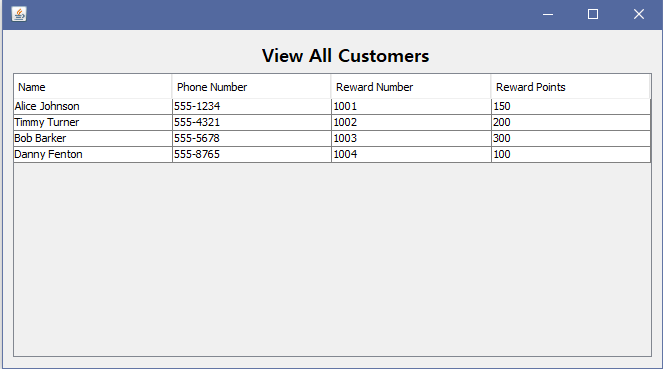 View All Customers
Name Phone Number Reward Number Reward Points
Alice Johnson 555-1234 1001 150
Timmy Turner 555-4321 1002 200
Bob Barker 555-5678 1003 300
Danny Fenton 555-8765 1004 100